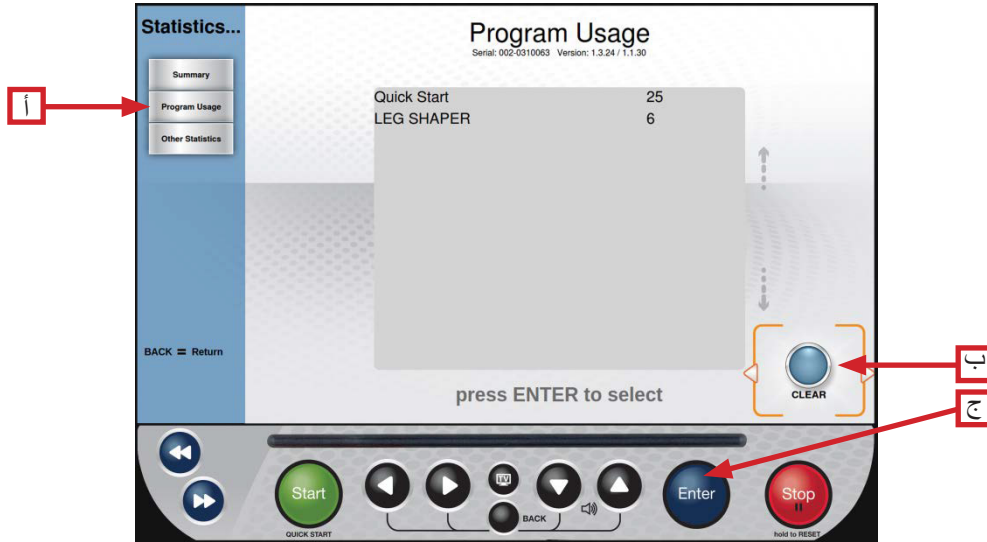 Statistics...
Summary
Program Usage
Other Statistics
BACK = Return
Program Usage
Serial: 002-0310063 Version: 1.3.24 / 1.1.30
Quick Start 25
LEG SHAPER 6
press ENTER to select
CLEAR
أ
ب
ج
Start
QUICK START
TV
BACK
Enter
Stop
hold to RESET